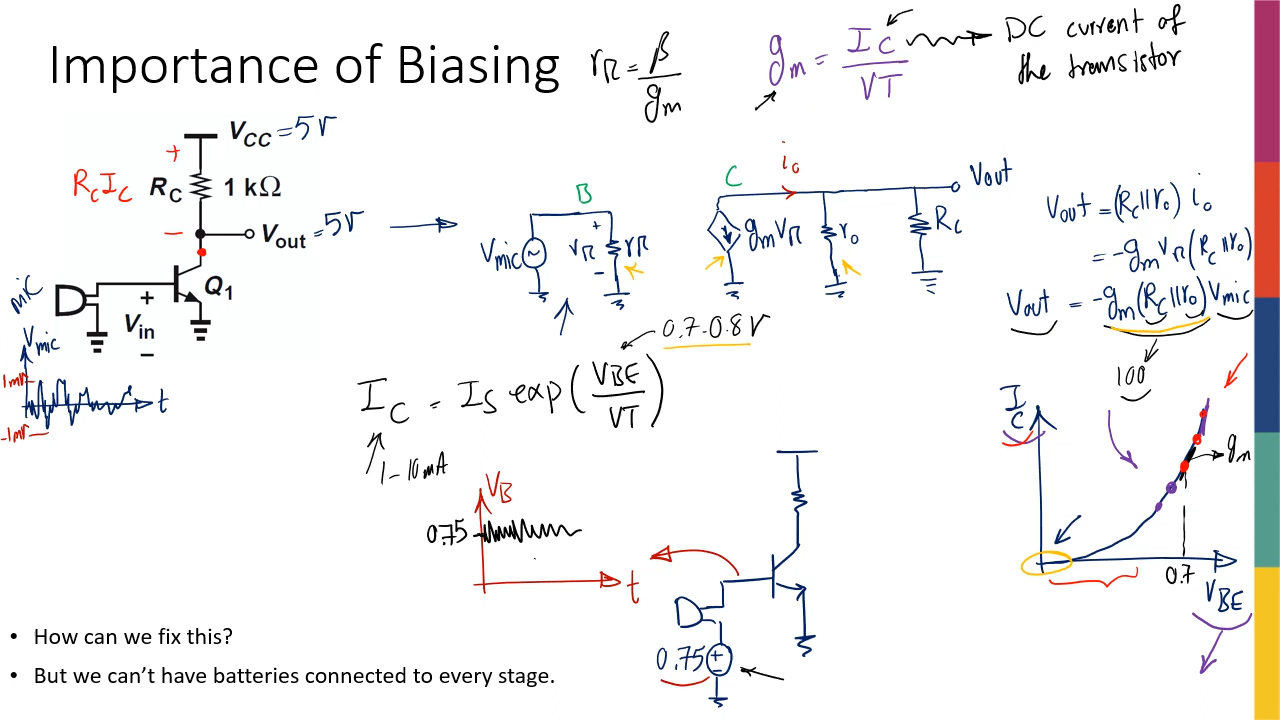 Importance of Biasing
rπ = β / gm
gm = IC / VT
DC current of
the transistor
VCC = 5V
+
RC IC
RC 1 kΩ
−
Vout = 5V
Q1
mic
+
Vin
−
Vmic
1mV
-1mV
t
B
Vmic
+
vπ
−
rπ
C
io
gmVπ
ro
RC
Vout
Vout = (RC||ro) io
= -gmvπ(RC||ro)
Vout = -gm(RC||ro)Vmic
100
0.7-0.8V
IC = IS exp(VBE / VT)
1-10mA
VB
0.75
t
0.75
+
−
IC
gm
0.7
VBE
• How can we fix this?
• But we can’t have batteries connected to every stage.